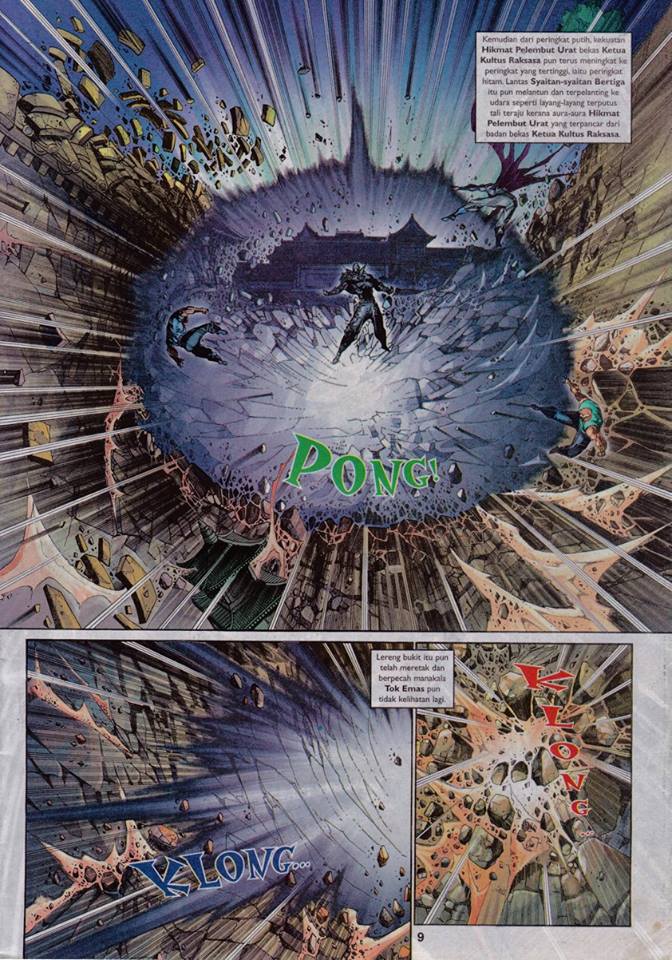 Kemudian dari peringkat putih, kekuatan
Hikmat Pelembut Urat bekas Ketua
Kultus Raksasa pun terus meningkat ke
peringkat yang tertinggi, iaitu peringkat
hitam. Lantas Syaitan-syaitan Bertiga
itu pun melantun dan terpelanting ke
udara seperti layang-layang terputus
tali teraju kerana aura-aura Hikmat
Pelembut Urat yang terpancar dari
badan bekas Ketua Kultus Raksasa.
PONG!
Lereng bukit itu pun
telah meretak dan
berpecah manakala
Tok Emas pun
tidak kelihatan lagi.
KLONG...
KLONG...
9